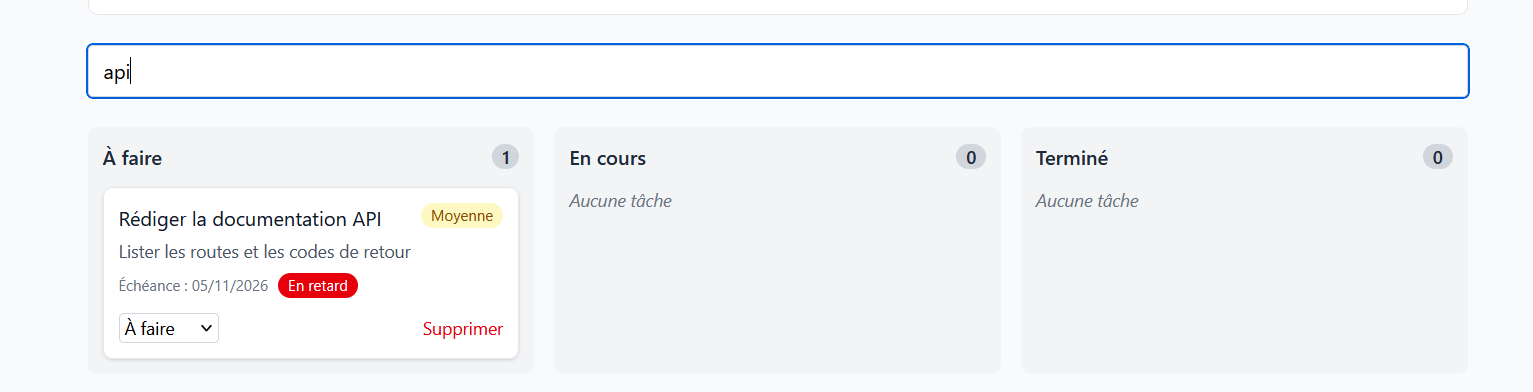 api
À faire 1
Rédiger la documentation API Moyenne
Lister les routes et les codes de retour
Échéance : 05/11/2026 En retard
À faire Supprimer
En cours 0
Aucune tâche
Terminé 0
Aucune tâche